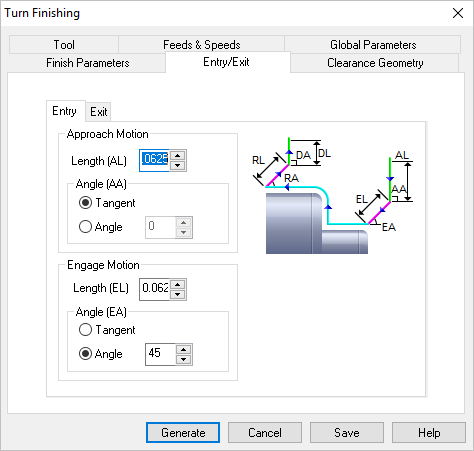 Turn Finishing
Tool Feeds & Speeds Global Parameters
Finish Parameters Entry/Exit Clearance Geometry
Entry Exit
Approach Motion
Length (AL) .0625
Angle (AA)
Tangent
Angle 0
Engage Motion
Length (EL) 0.062
Angle (EA)
Tangent
Angle 45
RL DA DL RA
AL AA EL EA
Generate Cancel Save Help